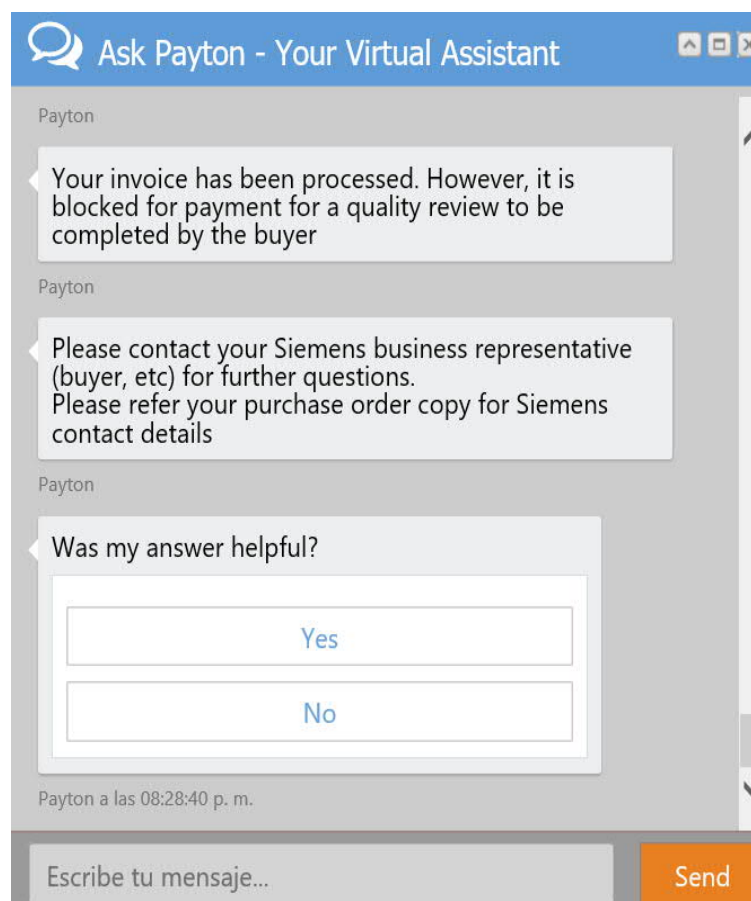 Ask Payton - Your Virtual Assistant
Payton
Your invoice has been processed. However, it is
blocked for payment for a quality review to be
completed by the buyer
Payton
Please contact your Siemens business representative
(buyer, etc) for further questions.
Please refer your purchase order copy for Siemens
contact details
Payton
Was my answer helpful?
Yes
No
Payton a las 08:28:40 p. m.
Escribe tu mensaje...
Send